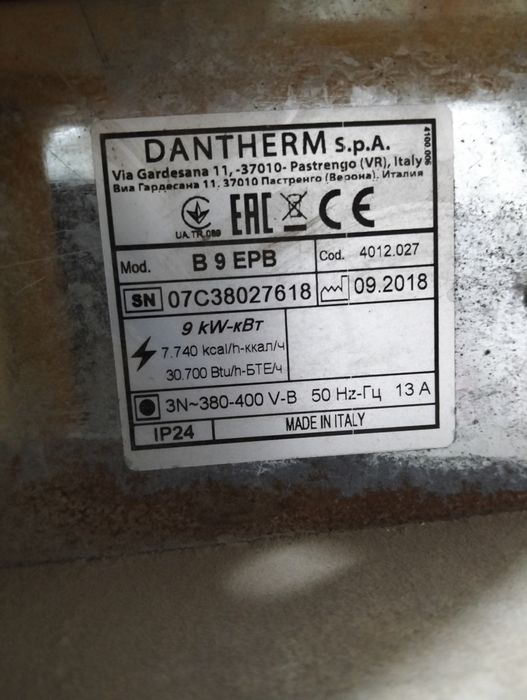 DANTHERM S.p.A.
4100.006
Via Gardesana 11, -37010- Pastrengo (VR), Italy
Виа Гардесана 11. 37010 Пастренго (Верона). Италия
UA.TR.089
EAC CE
Mod. B 9 EPB Cod. 4012.027
SN 07C38027618 09.2018
9 kW-кВт
7.740 kcal/h-ккал/ч
30.700 Btu/h-БТЕ/ч
3N~380-400 V-В 50 Hz-Гц 13 A
IP24 MADE IN ITALY